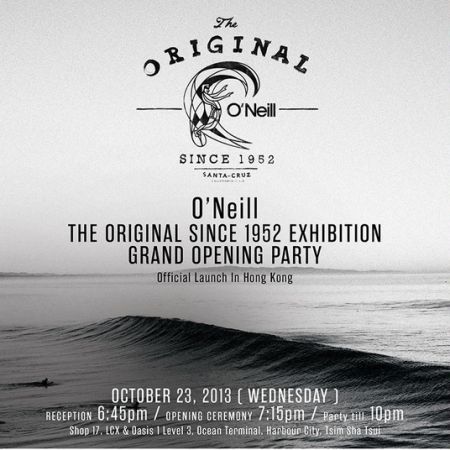 The
ORIGINAL
O'Neill
SINCE 1952
SANTA-CRUZ
O'Neill
THE ORIGINAL SINCE 1952 EXHIBITION
GRAND OPENING PARTY
Official Launch In Hong Kong
OCTOBER 23, 2013 ( WEDNESDAY )
RECEPTION 6:45pm / OPENING CEREMONY 7:15pm / Party till 10pm
Shop 17, LCX & Oasis 1 Level 3, Ocean Terminal, Harbour City, Tsim Sha Tsui